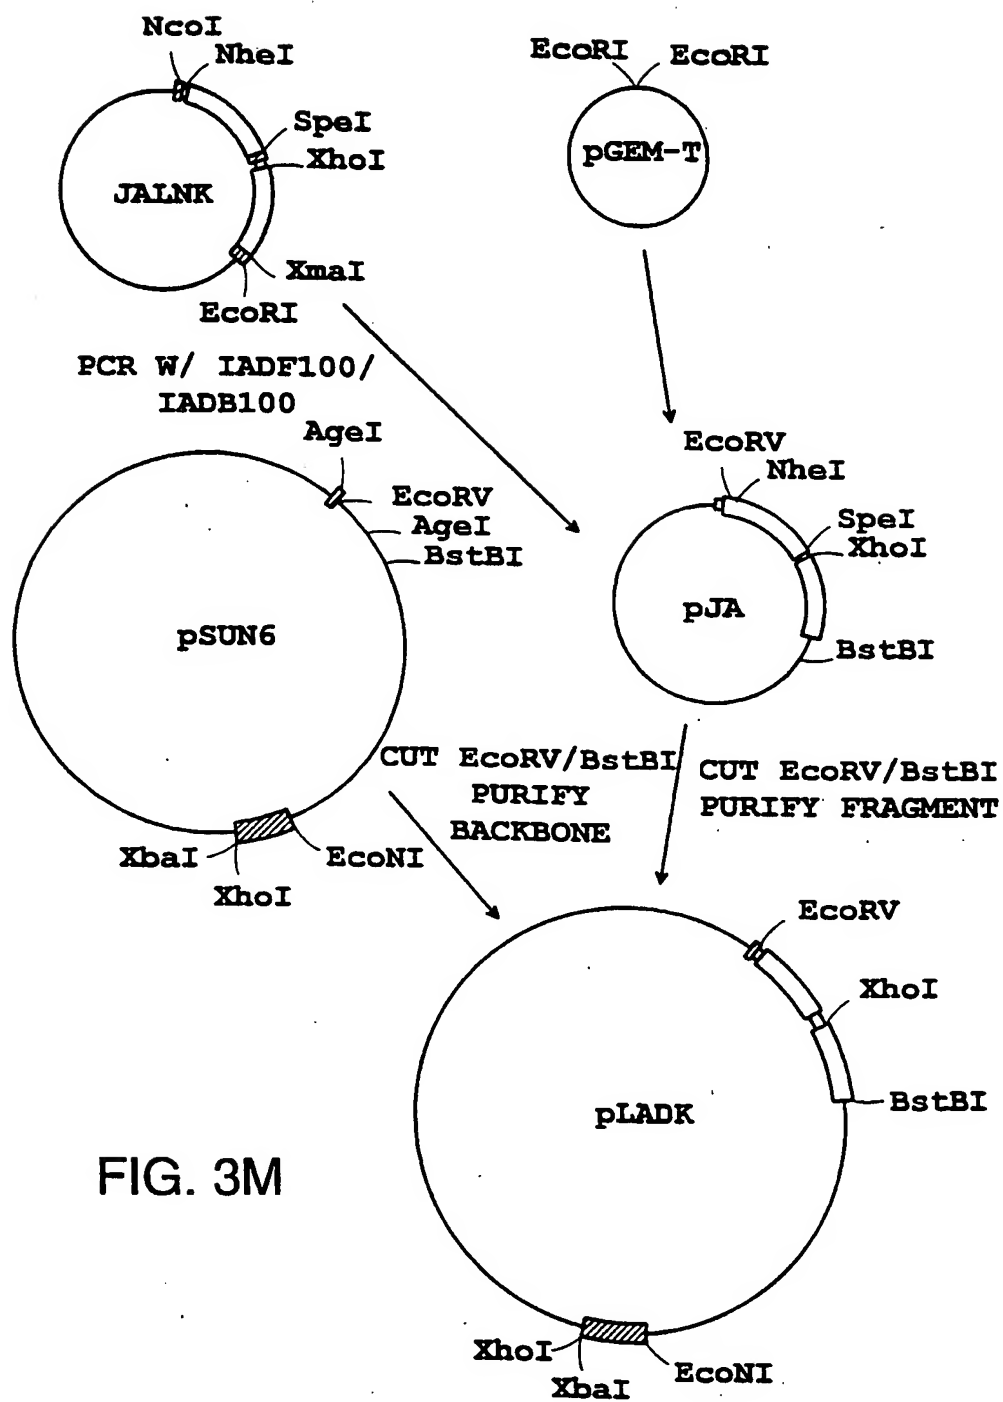 NcoI
NheI
SpeI
XhoI
JALNK
XmaI
EcoRI
EcoRI
EcoRI
pGEM-T
PCR W/ IADF100/
IADB100
AgeI
EcoRV
AgeI
BstBI
pSUN6
XbaI
XhoI
EcoNI
EcoRV
NheI
SpeI
XhoI
pJA
BstBI
CUT EcoRV/BstBI
PURIFY
BACKBONE
CUT EcoRV/BstBI
PURIFY FRAGMENT
EcoRV
XhoI
BstBI
pLADK
XhoI
XbaI
EcoNI
FIG. 3M